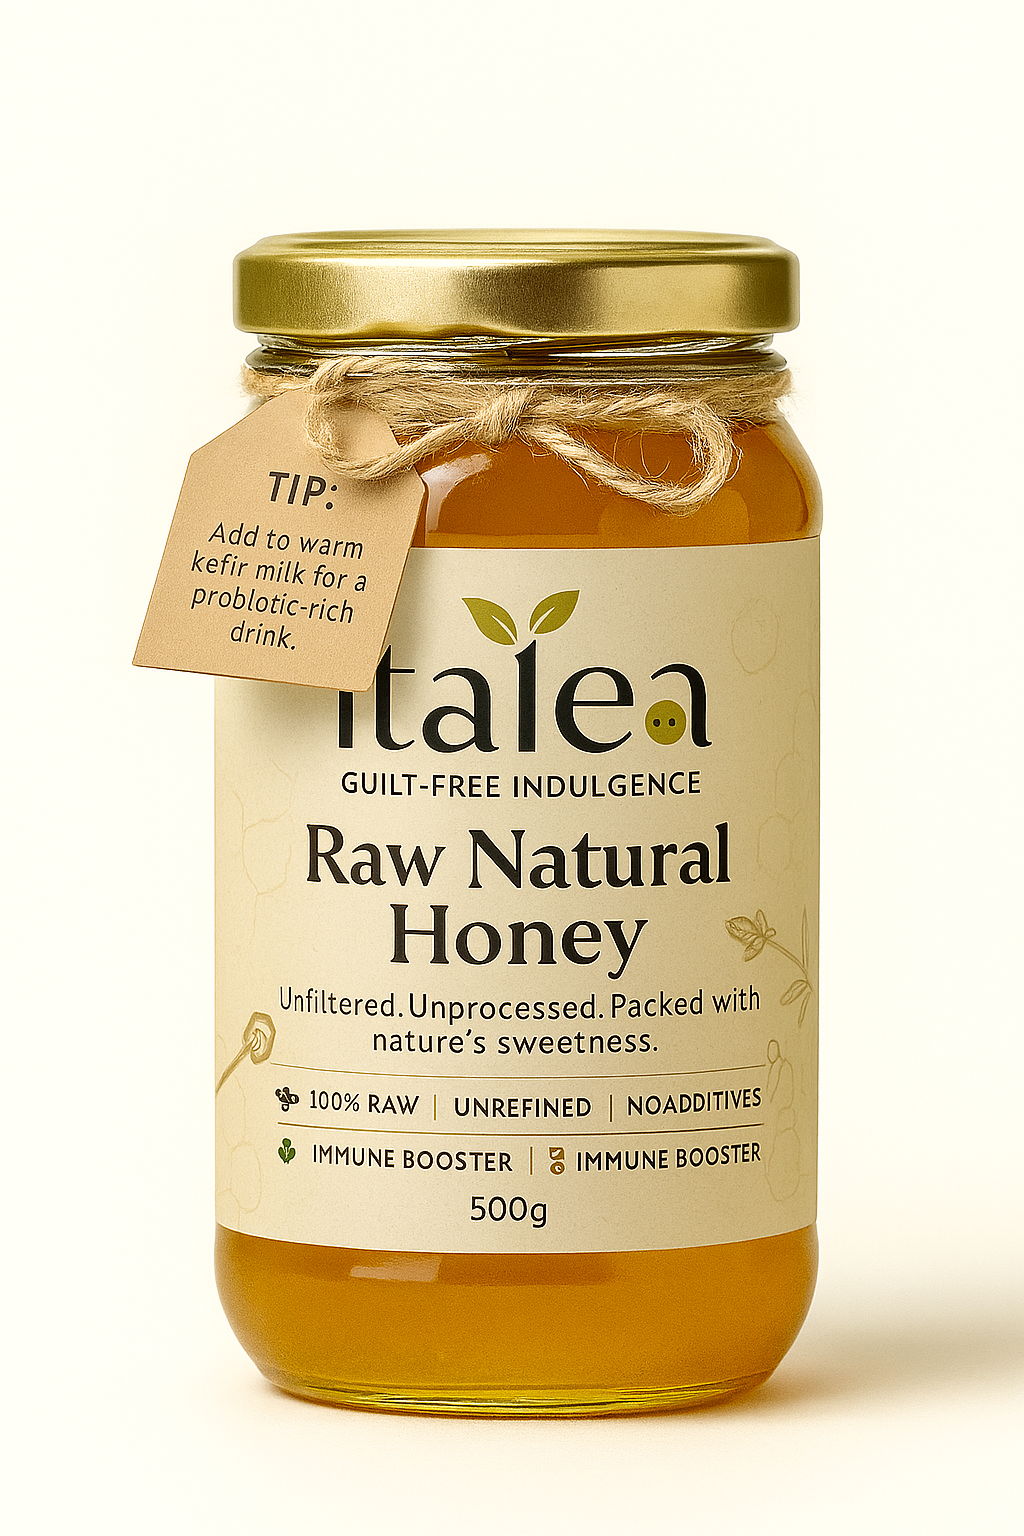 TIP:
Add to warm
kefir milk for a
problotic-rich
drink.
italea
GUILT-FREE INDULGENCE
Raw Natural
Honey
Unfiltered. Unprocessed. Packed with
nature's sweetness.
100% RAW | UNREFINED | NOADDITIVES
IMMUNE BOOSTER | IMMUNE BOOSTER
500g